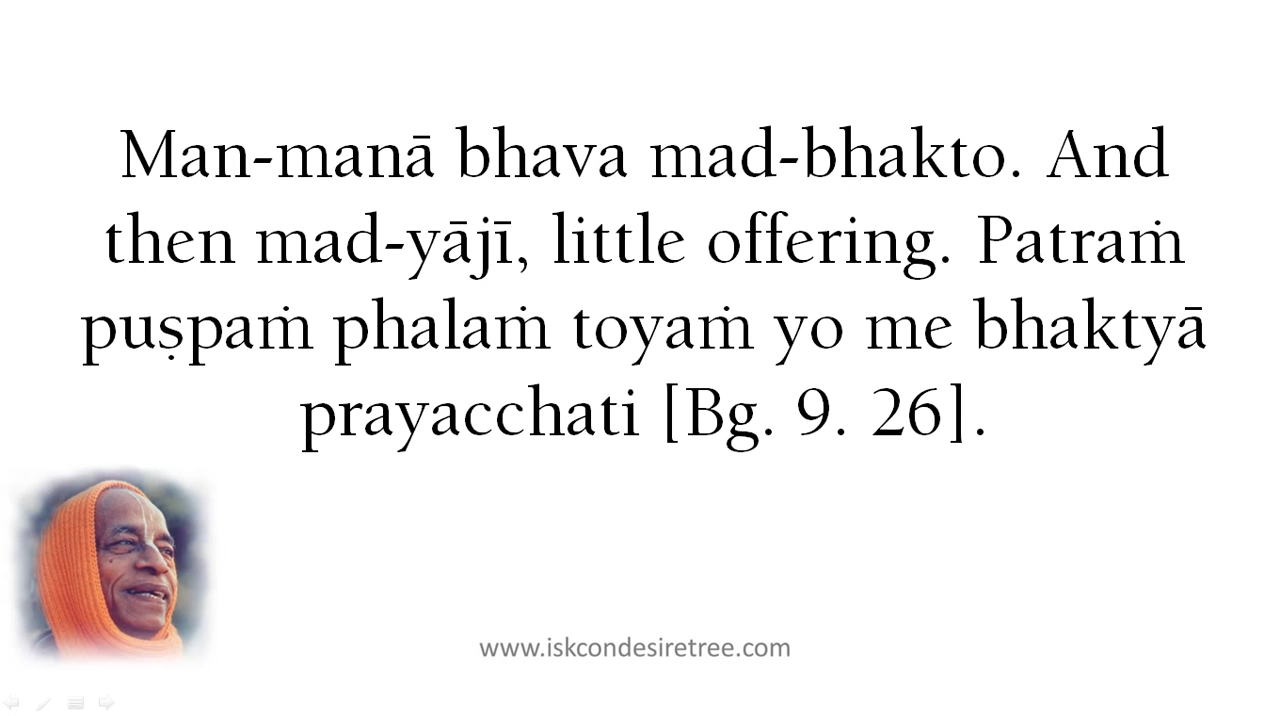 Man-manā bhava mad-bhakto. And
then mad-yājī, little offering. Patraṁ
puṣpaṁ phalaṁ toyaṁ yo me bhaktyā
prayacchati [Bg. 9. 26].
www.iskcondesiretree.com